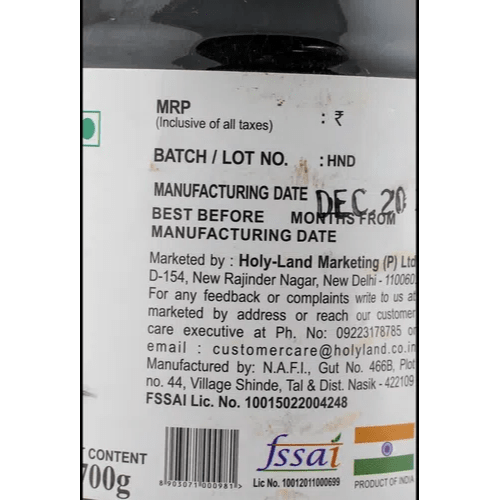 MRP : ₹
(Inclusive of all taxes)
BATCH / LOT NO. : HND
MANUFACTURING DATE DEC.20
BEST BEFORE MONTHS FROM
MANUFACTURING DATE
Marketed by : Holy-Land Marketing (P) Ltd
D-154, New Rajinder Nagar, New Delhi - 110060.
For any feedback or complaints write to us at
marketed by address or reach our customer
care executive at Ph. No: 09223178785 or
email : customercare@holyland.co.in
Manufactured by: N.A.F.I., Gut No. 466B, Plot
no. 44, Village Shinde, Tal & Dist. Nasik - 422109
FSSAI Lic. No. 10015022004248
CONTENT
700g
8903071000981>
fssai
Lic No. 10012011000699
PRODUCT OF INDIA